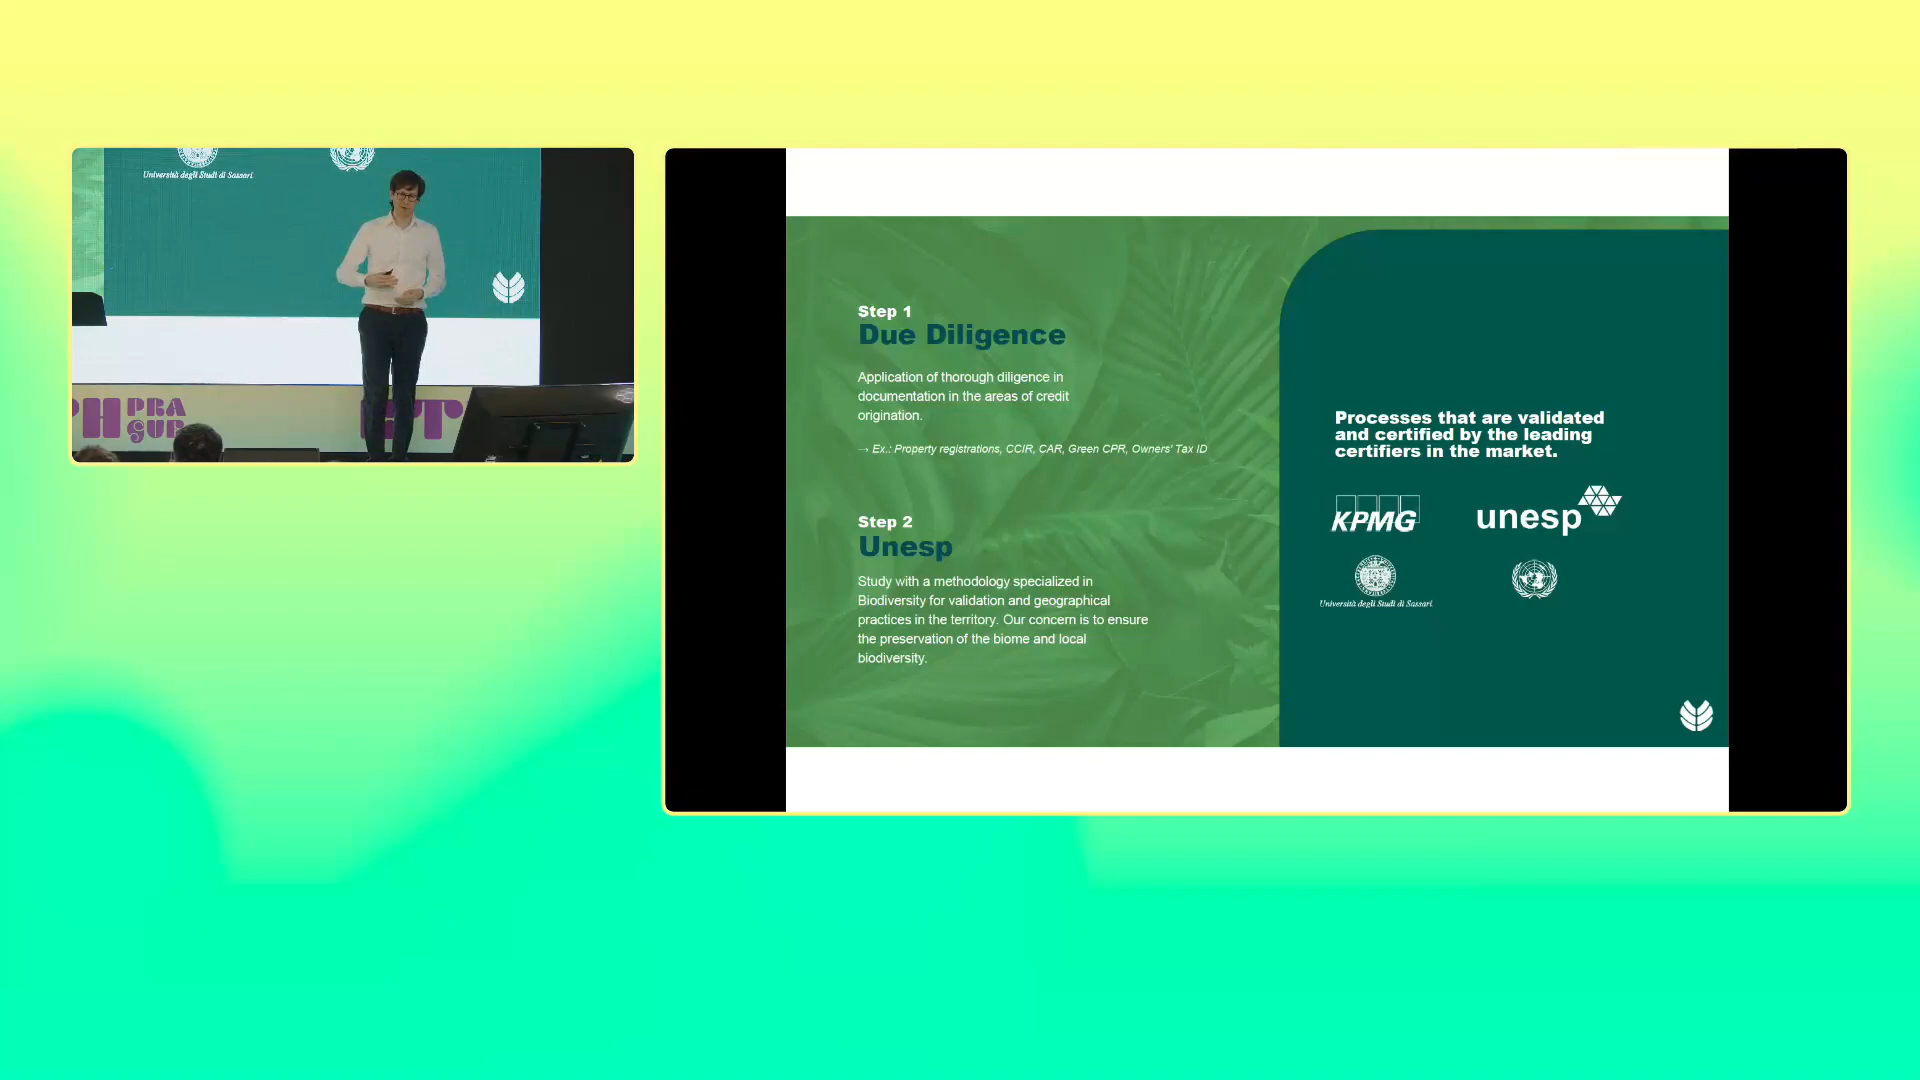 Università degli Studi di Sassari
H PRA
GUE
T
Step 1
Due Diligence
Application of thorough diligence in
documentation in the areas of credit
origination.
→ Ex.: Property registrations, CCIR, CAR, Green CPR, Owners' Tax ID
Step 2
Unesp
Study with a methodology specialized in
Biodiversity for validation and geographical
practices in the territory. Our concern is to ensure
the preservation of the biome and local
biodiversity.
Processes that are validated
and certified by the leading
certifiers in the market.
KPMG
unesp
Università degli Studi di Sassari